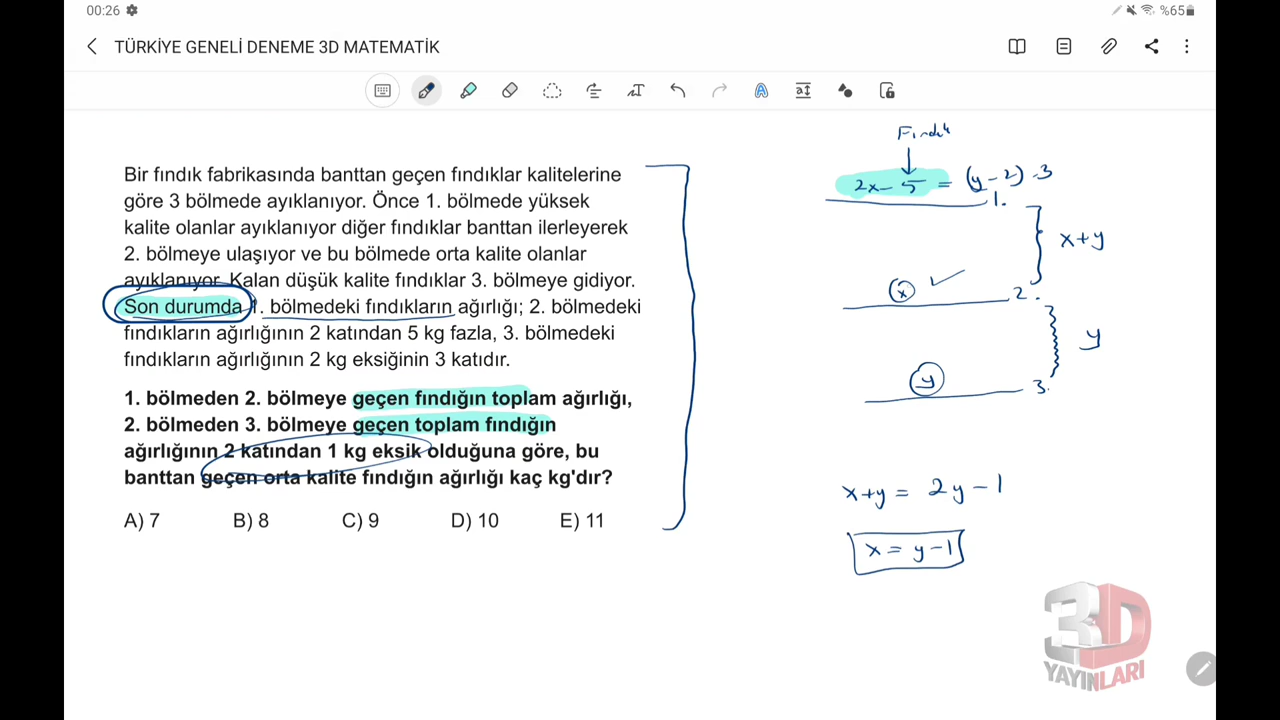 00:26
%65
TÜRKİYE GENELİ DENEME 3D MATEMATİK
Fındık
2x - 5 = (y - 2) . 3
1.
x + y
x
2.
y
y
3.
Bir fındık fabrikasında banttan geçen fındıklar kalitelerine
göre 3 bölmede ayıklanıyor. Önce 1. bölmede yüksek
kalite olanlar ayıklanıyor diğer fındıklar banttan ilerleyerek
2. bölmeye ulaşıyor ve bu bölmede orta kalite olanlar
ayıklanıyor. Kalan düşük kalite fındıklar 3. bölmeye gidiyor.
Son durumda 1. bölmedeki fındıkların ağırlığı; 2. bölmedeki
fındıkların ağırlığının 2 katından 5 kg fazla, 3. bölmedeki
fındıkların ağırlığının 2 kg eksiğinin 3 katıdır.
1. bölmeden 2. bölmeye geçen fındığın toplam ağırlığı,
2. bölmeden 3. bölmeye geçen toplam fındığın
ağırlığının 2 katından 1 kg eksik olduğuna göre, bu
banttan geçen orta kalite fındığın ağırlığı kaç kg'dır?
A) 7 B) 8 C) 9 D) 10 E) 11
x+y = 2y - 1
x = y - 1
3D
YAYINLARI